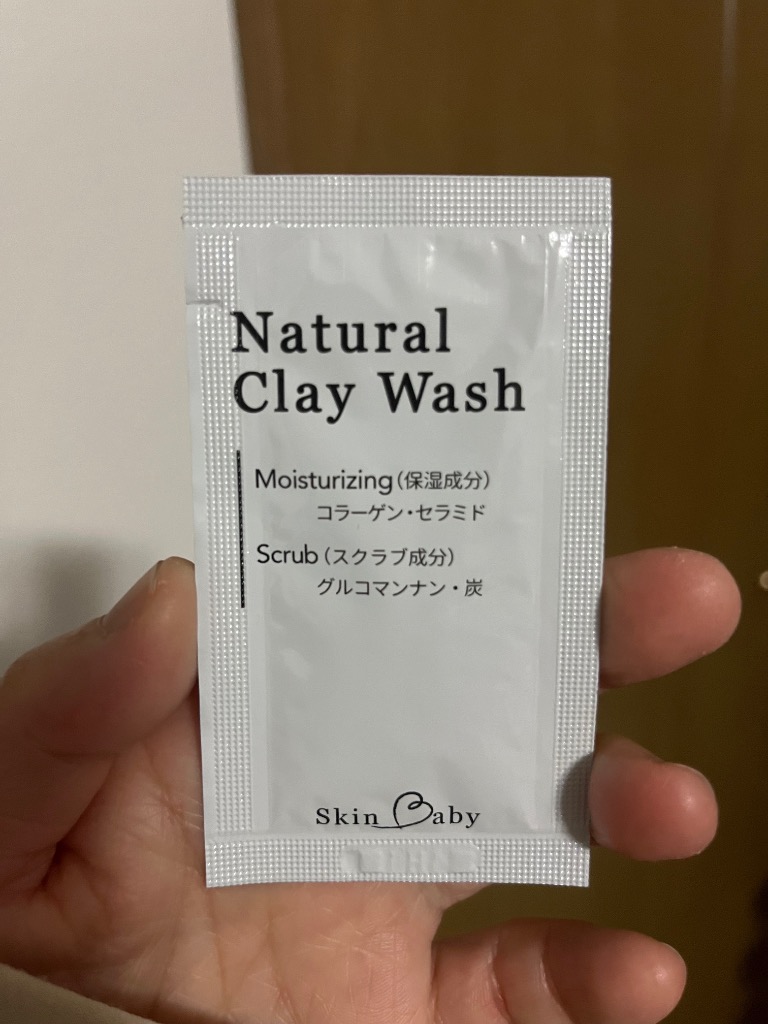 Natural
Clay Wash
Moisturizing（保湿成分）
コラーゲン・セラミド
Scrub（スクラブ成分）
グルコマンナン・炭
Skin Baby